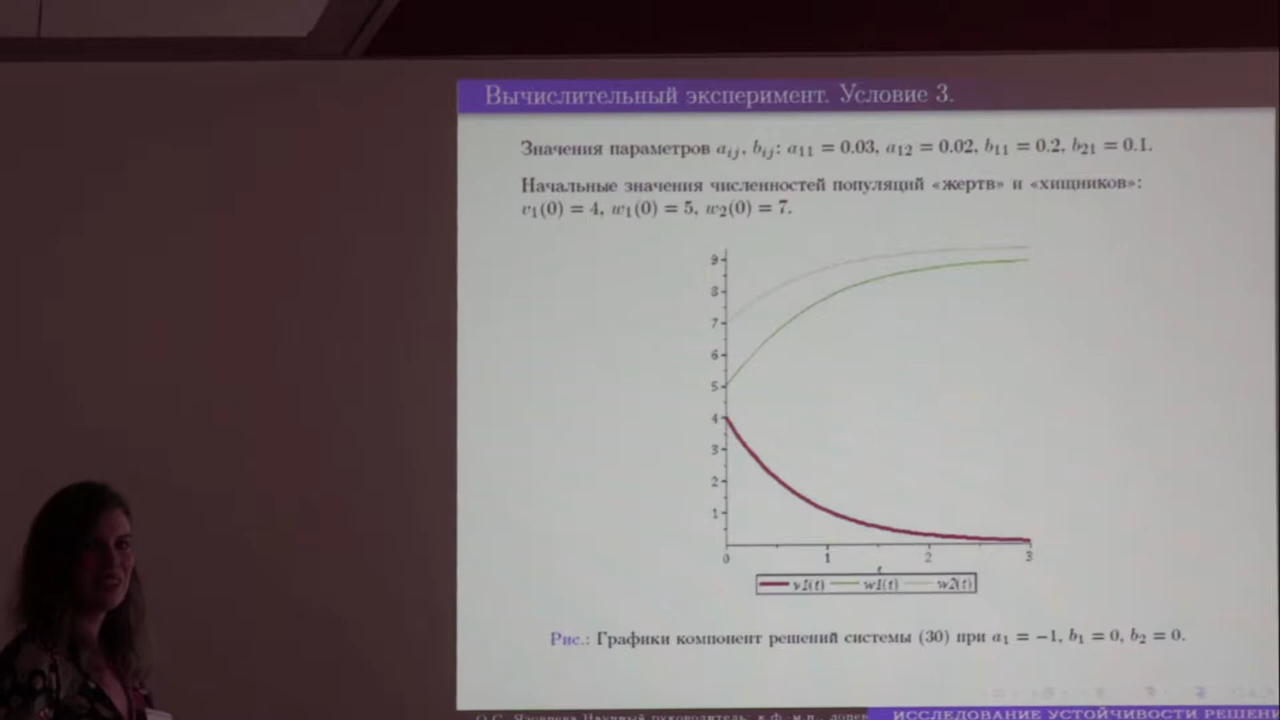 Вычислительный эксперимент. Условие 3.
Значения параметров a_{ij}, b_{ij}: a_{11} = 0.03, a_{12} = 0.02, b_{11} = 0.2, b_{21} = 0.1.
Начальные значения численностей популяций «жертв» и «хищников»:
v_1(0) = 4, w_1(0) = 5, w_2(0) = 7.
9
8
7
6
5
4
3
2
1
0 1 2 3
t
v1(t) w1(t) w2(t)
Рис.: Графики компонент решений системы (30) при a_1 = −1, b_1 = 0, b_2 = 0.
Научный руководитель: к.ф.-м.н.,
ИССЛЕДОВАНИЕ УСТОЙЧИВОСТИ